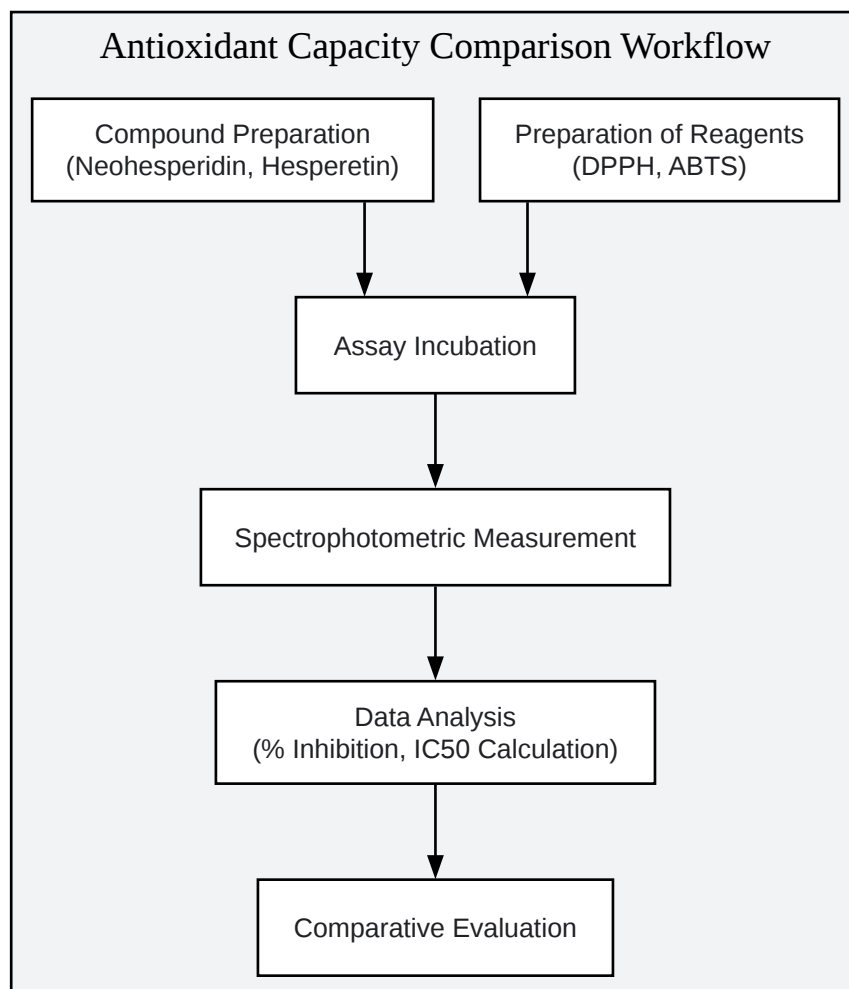 Antioxidant Capacity Comparison Workflow
Compound Preparation
(Neohesperidin, Hesperetin)
Preparation of Reagents
(DPPH, ABTS)
Assay Incubation
Spectrophotometric Measurement
Data Analysis
(% Inhibition, IC50 Calculation)
Comparative Evaluation